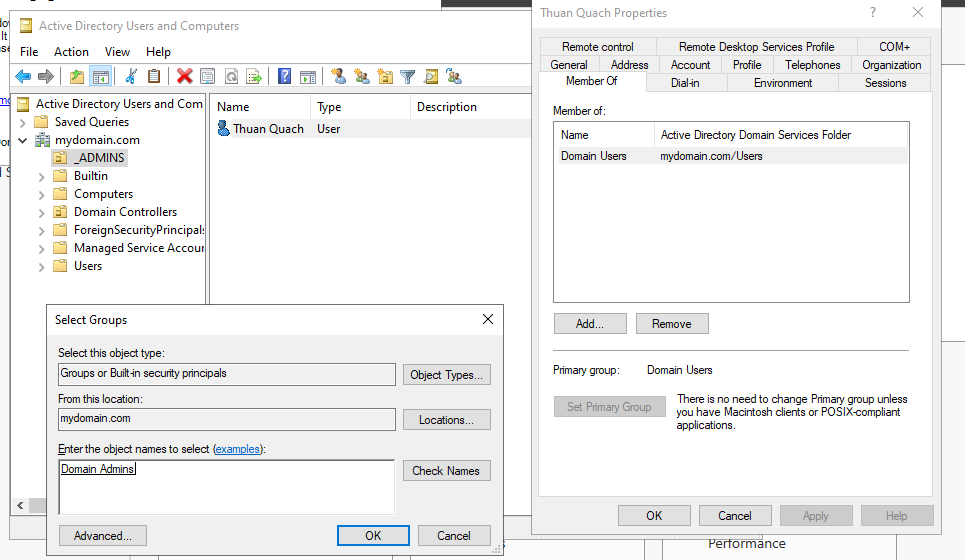 Active Directory Users and Computers
File Action View Help
Active Directory Users and Com
Saved Queries
mydomain.com
_ADMINS
Builtin
Computers
Domain Controllers
ForeignSecurityPrincipals
Managed Service Accour
Users
Name Type Description
Thuan Quach User
Select Groups
Select this object type:
Groups or Built-in security principals
Object Types...
From this location:
mydomain.com
Locations...
Enter the object names to select (examples):
Domain Admins
Check Names
Advanced...
OK
Cancel
Thuan Quach Properties
?
Remote control Remote Desktop Services Profile COM+
General Address Account Profile Telephones Organization
Member Of Dial-in Environment Sessions
Member of:
Name Active Directory Domain Services Folder
Domain Users mydomain.com/Users
Add...
Remove
Primary group: Domain Users
Set Primary Group
There is no need to change Primary group unless
you have Macintosh clients or POSIX-compliant
applications.
OK
Cancel
Apply
Help
Performance